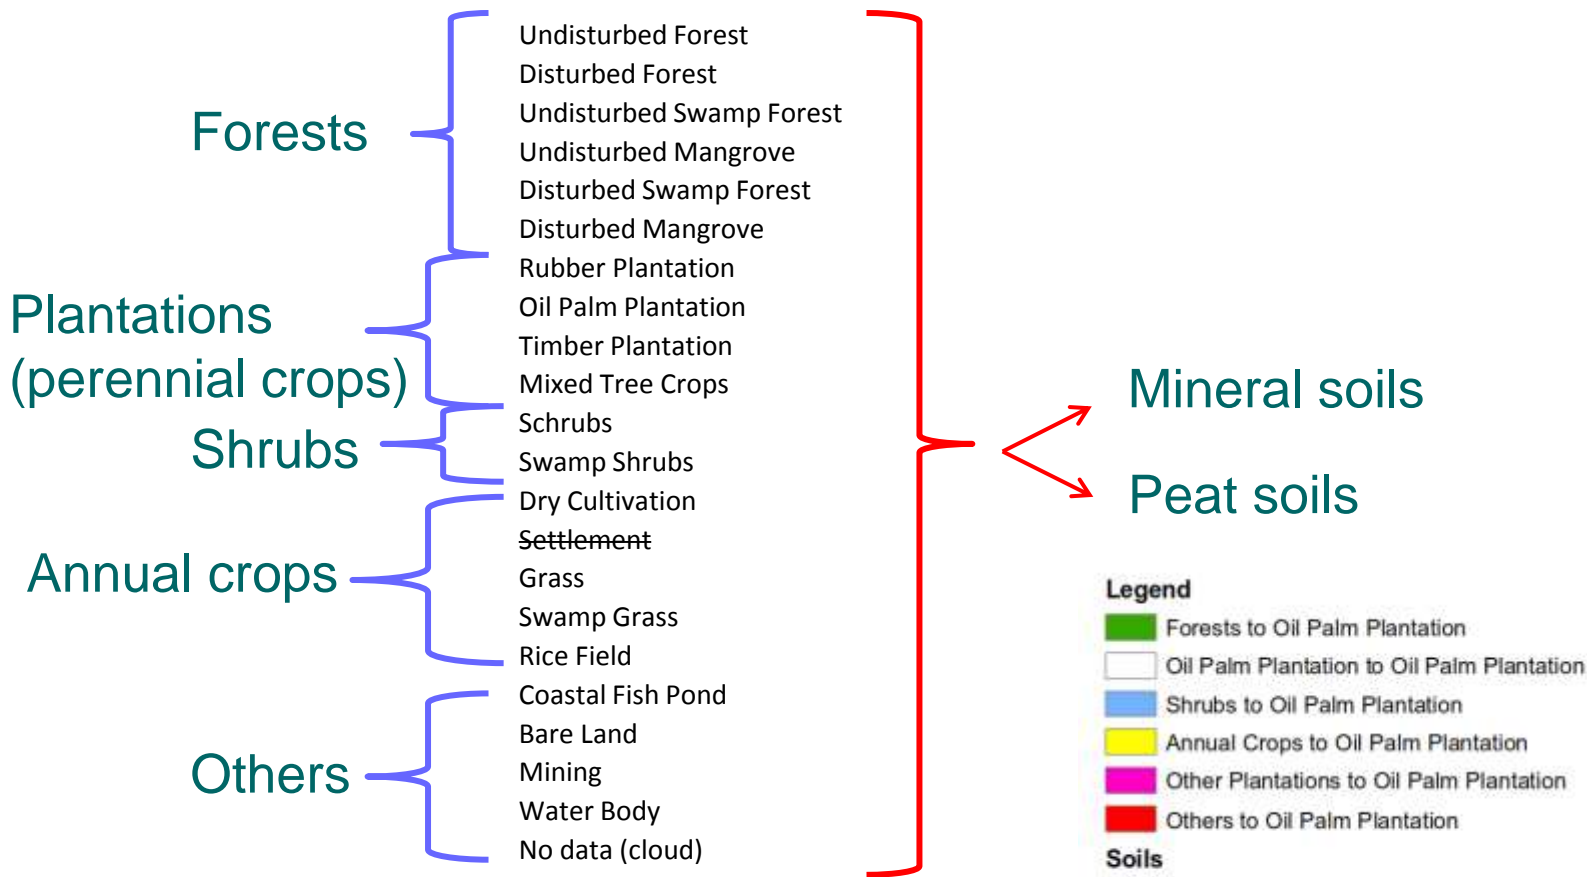 Forests
Plantations
(perennial crops)
Shrubs
Annual crops
Others
Undisturbed Forest
Disturbed Forest
Undisturbed Swamp Forest
Undisturbed Mangrove
Disturbed Swamp Forest
Disturbed Mangrove
Rubber Plantation
Oil Palm Plantation
Timber Plantation
Mixed Tree Crops
Schrubs
Swamp Shrubs
Dry Cultivation
Settlement
Grass
Swamp Grass
Rice Field
Coastal Fish Pond
Bare Land
Mining
Water Body
No data (cloud)
Mineral soils
Peat soils
Legend
Forests to Oil Palm Plantation
Oil Palm Plantation to Oil Palm Plantation
Shrubs to Oil Palm Plantation
Annual Crops to Oil Palm Plantation
Other Plantations to Oil Palm Plantation
Others to Oil Palm Plantation
Soils